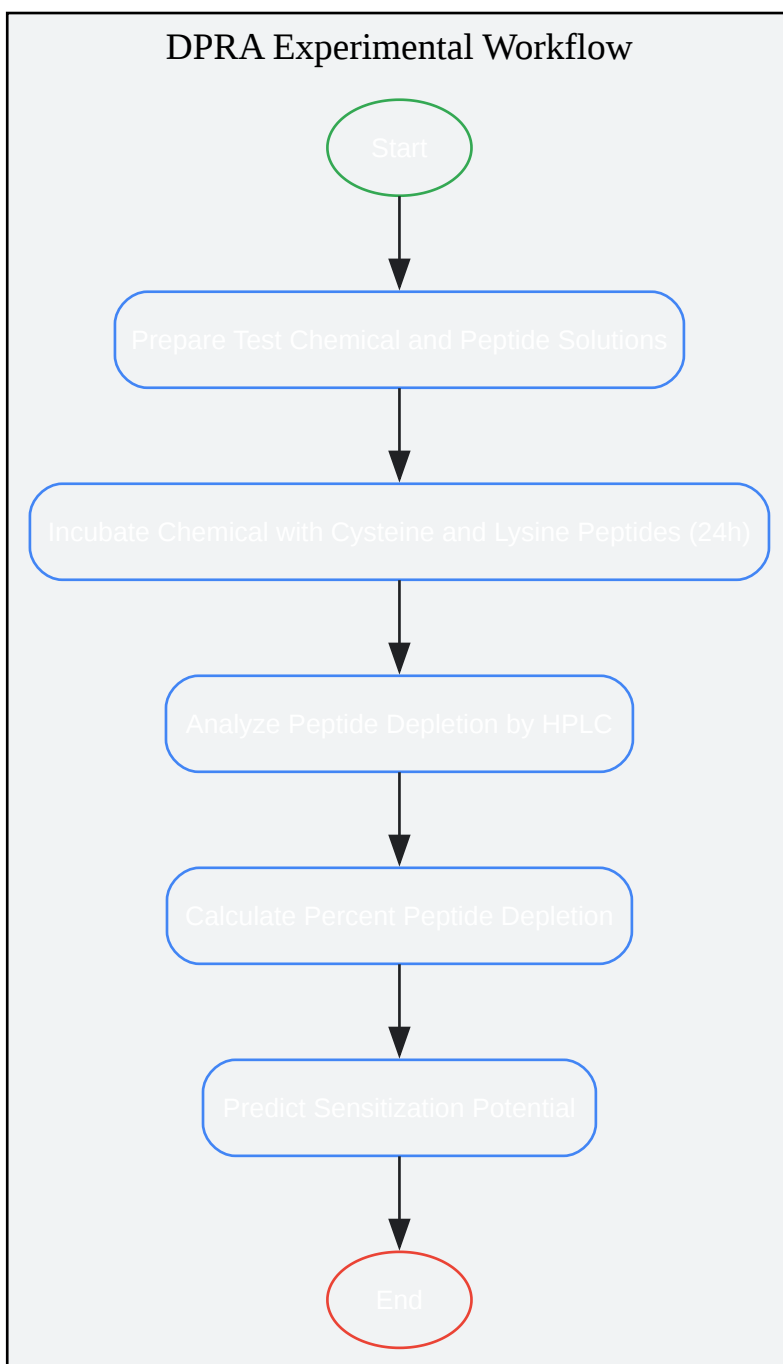 DPRA Experimental Workflow
Start
Prepare Test Chemical and Peptide Solutions
Incubate Chemical with Cysteine and Lysine Peptides (24h)
Analyze Peptide Depletion by HPLC
Calculate Percent Peptide Depletion
Predict Sensitization Potential
End